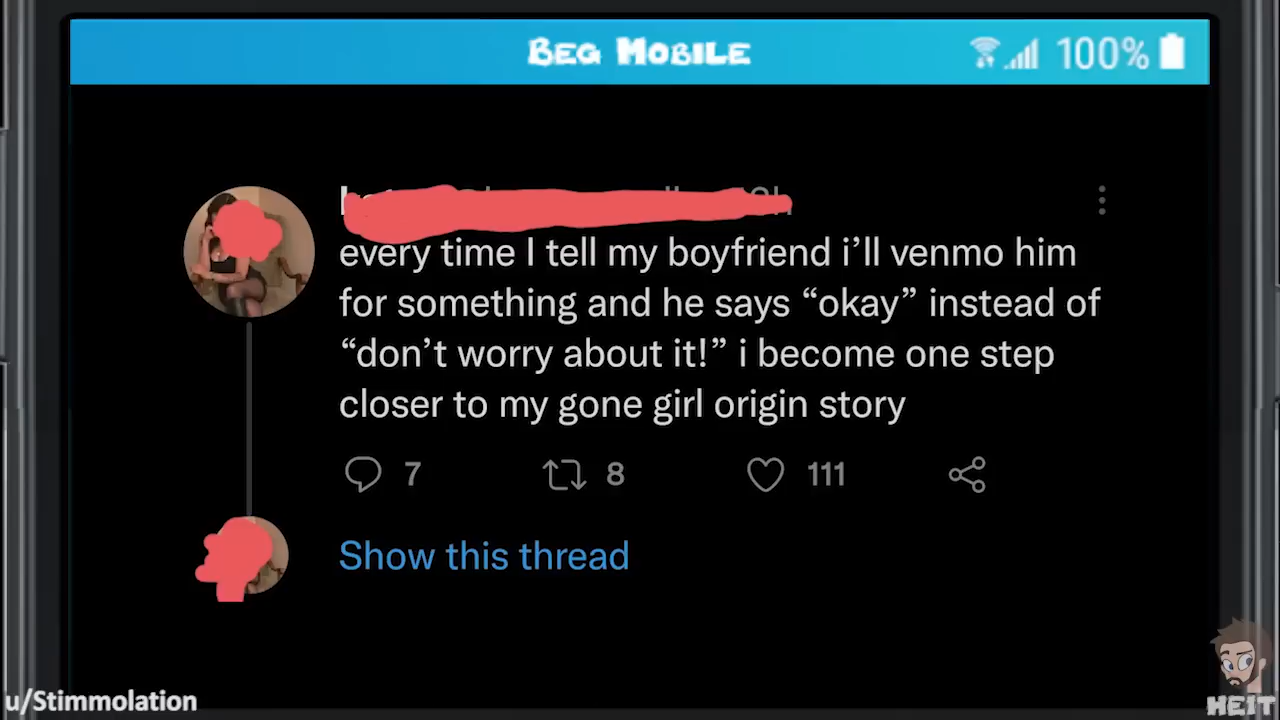 BEG MOBILE
100%
every time I tell my boyfriend i’ll venmo him
for something and he says “okay” instead of
“don’t worry about it!” i become one step
closer to my gone girl origin story
7 8 111
Show this thread
u/Stimmolation
HEIT